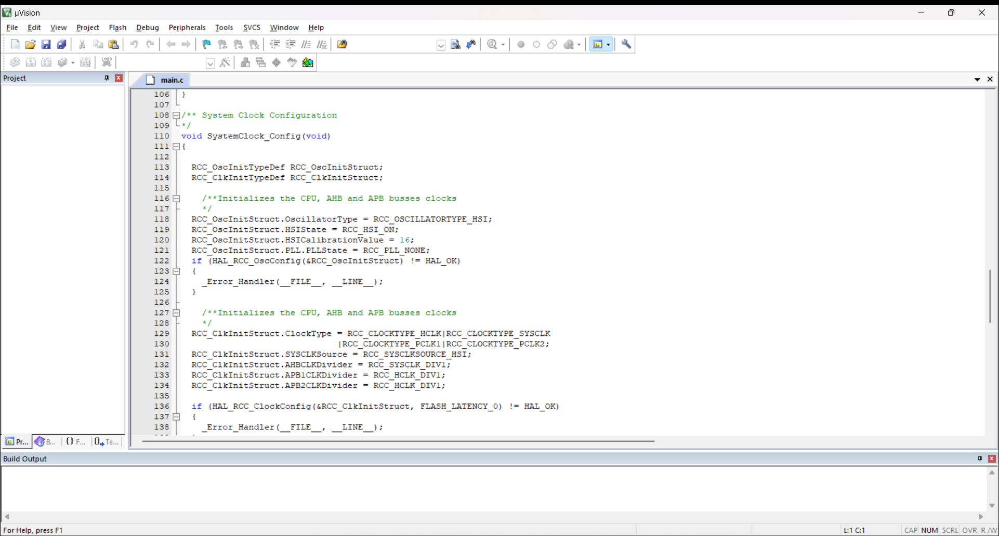 µVision
File Edit View Project Flash Debug Peripherals Tools SVCS Window Help
LOAD
Project
main.c
106 }
107
108 /** System Clock Configuration
109 */
110 void SystemClock_Config(void)
111 {
112
113 RCC_OscInitTypeDef RCC_OscInitStruct;
114 RCC_ClkInitTypeDef RCC_ClkInitStruct;
115
116 /**Initializes the CPU, AHB and APB busses clocks
117 */
118 RCC_OscInitStruct.OscillatorType = RCC_OSCILLATORTYPE_HSI;
119 RCC_OscInitStruct.HSIState = RCC_HSI_ON;
120 RCC_OscInitStruct.HSICalibrationValue = 16;
121 RCC_OscInitStruct.PLL.PLLState = RCC_PLL_NONE;
122 if (HAL_RCC_OscConfig(&RCC_OscInitStruct) != HAL_OK)
123 {
124 _Error_Handler(__FILE__, __LINE__);
125 }
126
127 /**Initializes the CPU, AHB and APB busses clocks
128 */
129 RCC_ClkInitStruct.ClockType = RCC_CLOCKTYPE_HCLK|RCC_CLOCKTYPE_SYSCLK
130 |RCC_CLOCKTYPE_PCLK1|RCC_CLOCKTYPE_PCLK2;
131 RCC_ClkInitStruct.SYSCLKSource = RCC_SYSCLKSOURCE_HSI;
132 RCC_ClkInitStruct.AHBCLKDivider = RCC_SYSCLK_DIV1;
133 RCC_ClkInitStruct.APB1CLKDivider = RCC_HCLK_DIV1;
134 RCC_ClkInitStruct.APB2CLKDivider = RCC_HCLK_DIV1;
135
136 if (HAL_RCC_ClockConfig(&RCC_ClkInitStruct, FLASH_LATENCY_0) != HAL_OK)
137 {
138 _Error_Handler(__FILE__, __LINE__);
Pr... B... {} F... Te...
Build Output
For Help, press F1 L:1 C:1 CAP NUM SCRL OVR R/W